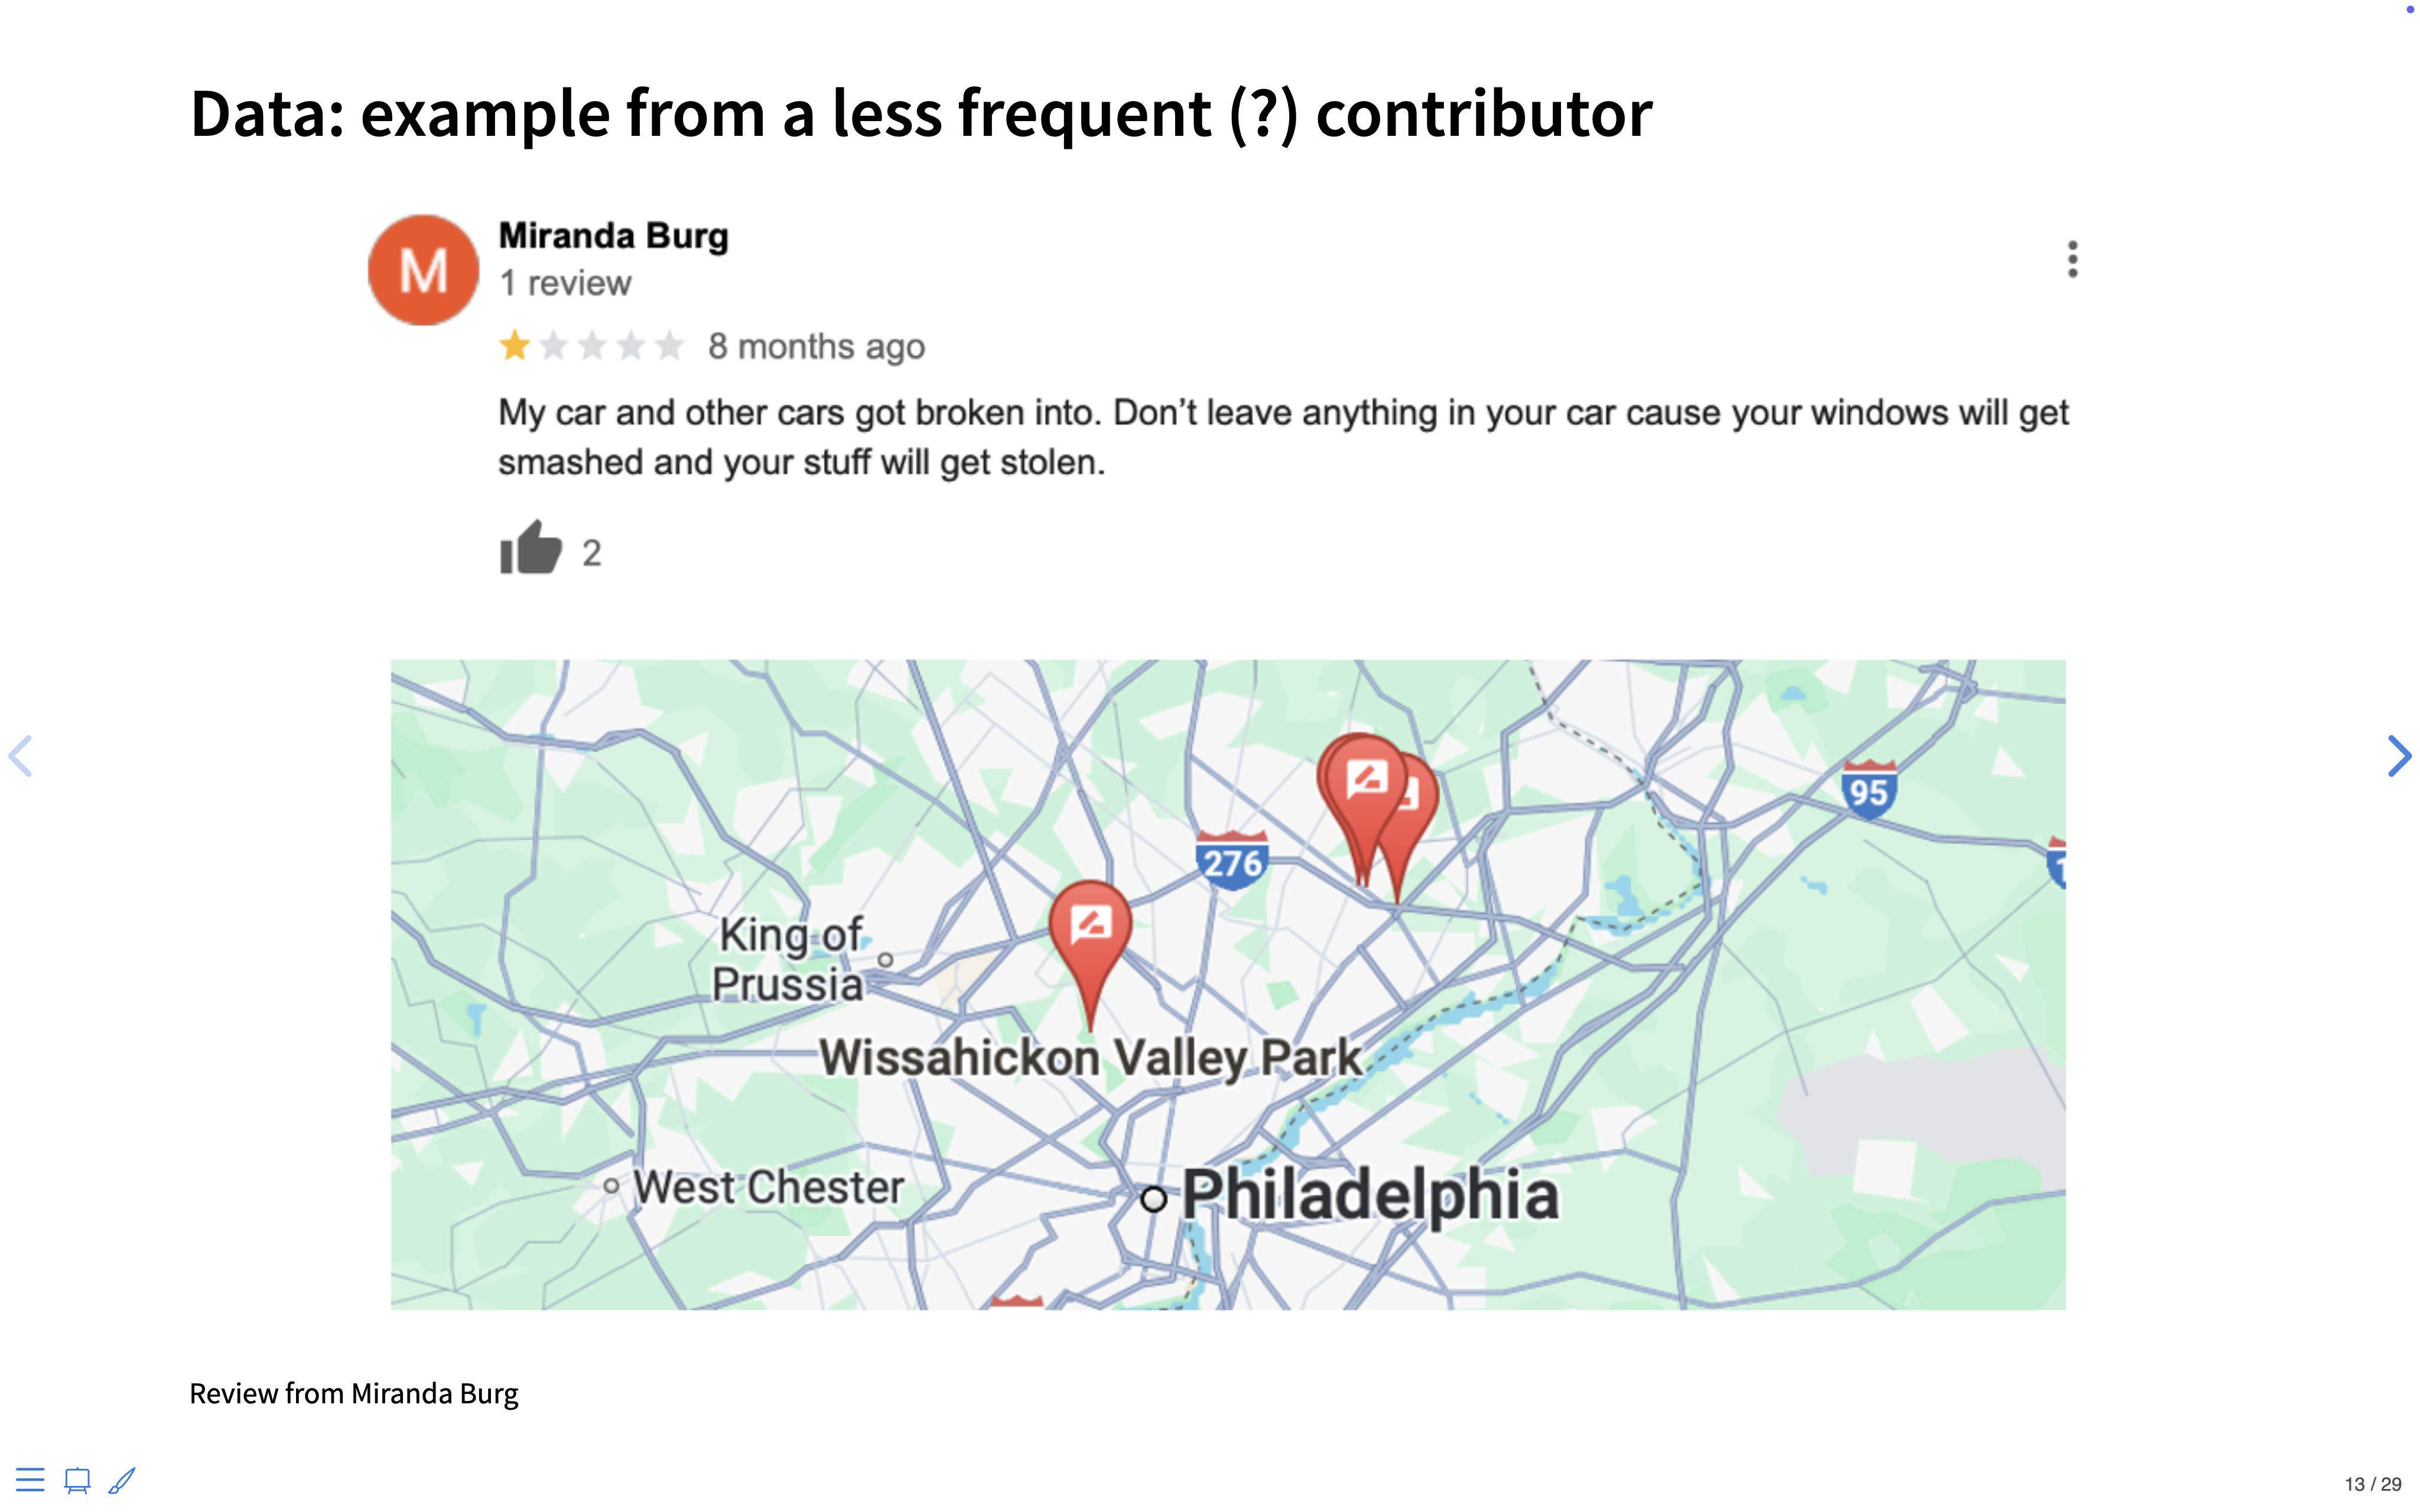 Data: example from a less frequent (?) contributor
M
Miranda Burg
1 review
8 months ago
My car and other cars got broken into. Don’t leave anything in your car cause your windows will get
smashed and your stuff will get stolen.
2
95
276
1
King of
Prussia
Wissahickon Valley Park
West Chester
Philadelphia
Review from Miranda Burg
13 / 29